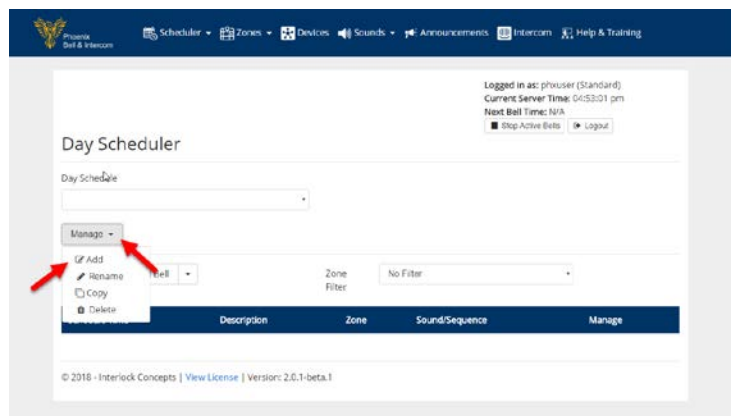 Phoenix
Bell & Intercom
Scheduler
Zones
Devices
Sounds
Announcements
Intercom
Help & Training
Logged in as: phxuser (Standard)
Current Server Time: 04:53:01 pm
Next Bell Time: N/A
Stop Active Bells
Logout
Day Scheduler
Day Schedule
Manage
Add
Rename
Copy
Delete
Bell
Zone
Filter
No Filter
Description
Zone
Sound/Sequence
Manage
© 2018 - Interlock Concepts | View License | Version: 2.0.1-beta.1